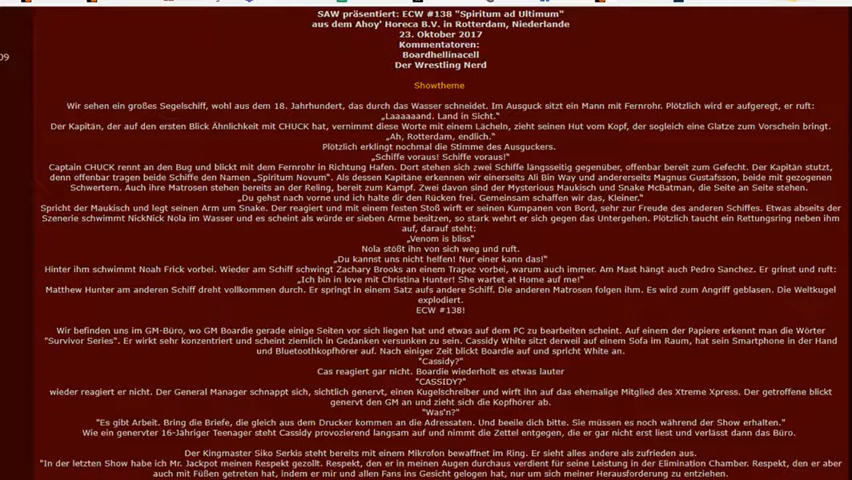 SAW präsentiert: ECW #138 "Spiritum ad Ultimum"
aus dem Ahoy' Horeca B.V. in Rotterdam, Niederlande
23. Oktober 2017
Kommentatoren:
Boardhellinacell
Der Wrestling Nerd
09
Showtheme
Wir sehen ein großes Segelschiff, wohl aus dem 18. Jahrhundert, das durch das Wasser schneidet. Im Ausguck sitzt ein Mann mit Fernrohr. Plötzlich wird er aufgeregt, er ruft:
„Laaaaaand. Land in Sicht.“
Der Kapitän, der auf den ersten Blick Ähnlichkeit mit CHUCK hat, vernimmt diese Worte mit einem Lächeln, zieht seinen Hut vom Kopf, der sogleich eine Glatze zum Vorschein bringt.
„Ah, Rotterdam, endlich.“
Plötzlich erklingt nochmal die Stimme des Ausguckers.
„Schiffe voraus! Schiffe voraus!“
Captain CHUCK rennt an den Bug und blickt mit dem Fernrohr in Richtung Hafen. Dort stehen sich zwei Schiffe längsseitig gegenüber, offenbar bereit zum Gefecht. Der Kapitän stutzt,
denn offenbar tragen beide Schiffe den Namen „Spiritum Novum“. Als dessen Kapitäne erkennen wir einerseits Ali Bin Way und andererseits Magnus Gustafsson, beide mit gezogenen
Schwertern. Auch ihre Matrosen stehen bereits an der Reling, bereit zum Kampf. Zwei davon sind der Mysterious Maukisch und Snake McBatman, die Seite an Seite stehen.
„Du gehst nach vorne und ich halte dir den Rücken frei. Gemeinsam schaffen wir das, Kleiner.“
Spricht der Maukisch und legt seinen Arm um Snake. Der reagiert und mit einem festen Stoß wirft er seinen Kumpanen von Bord, sehr zur Freude des anderen Schiffes. Etwas abseits der
Szenerie schwimmt NickNick Nola im Wasser und es scheint als würde er sieben Arme besitzen, so stark wehrt er sich gegen das Untergehen. Plötzlich taucht ein Rettungsring neben ihm
auf, darauf steht:
„Venom is bliss“
Nola stößt ihn von sich weg und ruft.
„Du kannst uns nicht helfen! Nur einer kann das!“
Hinter ihm schwimmt Noah Frick vorbei. Wieder am Schiff schwingt Zachary Brooks an einem Trapez vorbei, warum auch immer. Am Mast hängt auch Pedro Sanchez. Er grinst und ruft:
„Ich bin in love mit Christina Hunter! She wartet at Home auf me!“
Matthew Hunter am anderen Schiff dreht vollkommen durch. Er springt in einem Satz aufs andere Schiff. Die anderen Matrosen folgen ihm. Es wird zum Angriff geblasen. Die Weltkugel
explodiert.
ECW #138!
Wir befinden uns im GM-Büro, wo GM Boardie gerade einige Seiten vor sich liegen hat und etwas auf dem PC zu bearbeiten scheint. Auf einem der Papiere erkennt man die Wörter
"Survivor Series“. Er wirkt sehr konzentriert und scheint ziemlich in Gedanken versunken zu sein. Cassidy White sitzt derweil auf einem Sofa im Raum, hat sein Smartphone in der Hand
und Bluetoothkopfhörer auf. Nach einiger Zeit blickt Boardie auf und spricht White an.
"Cassidy?"
Cas reagiert gar nicht. Boardie wiederholt es etwas lauter
"CASSIDY?"
wieder reagiert er nicht. Der General Manager schnappt sich, sichtlich genervt, einen Kugelschreiber und wirft ihn auf das ehemalige Mitglied des Xtreme Xpress. Der getroffene blickt
genervt den GM an und zieht sich die Kopfhörer ab.
"Was'n?"
"Es gibt Arbeit. Bring die Briefe, die gleich aus dem Drucker kommen an die Adressaten. Und beeile dich bitte. Sie müssen es noch während der Show erhalten."
Wie ein genervter 16-Jähriger Teenager steht Cassidy provozierend langsam auf und nimmt die Zettel entgegen, die er gar nicht erst liest und verlässt dann das Büro.
Der Kingmaster Siko Serkis steht bereits mit einem Mikrofon bewaffnet im Ring. Er sieht alles andere als zufrieden aus.
"In der letzten Show habe ich Mr. Jackpot meinen Respekt gezollt. Respekt, den er in meinen Augen durchaus verdient für seine Leistung in der Elimination Chamber. Respekt, den er aber
auch mit Füßen getreten hat, indem er mir und allen Fans ins Gesicht gelogen hat, nur um sich meiner Herausforderung zu entziehen.